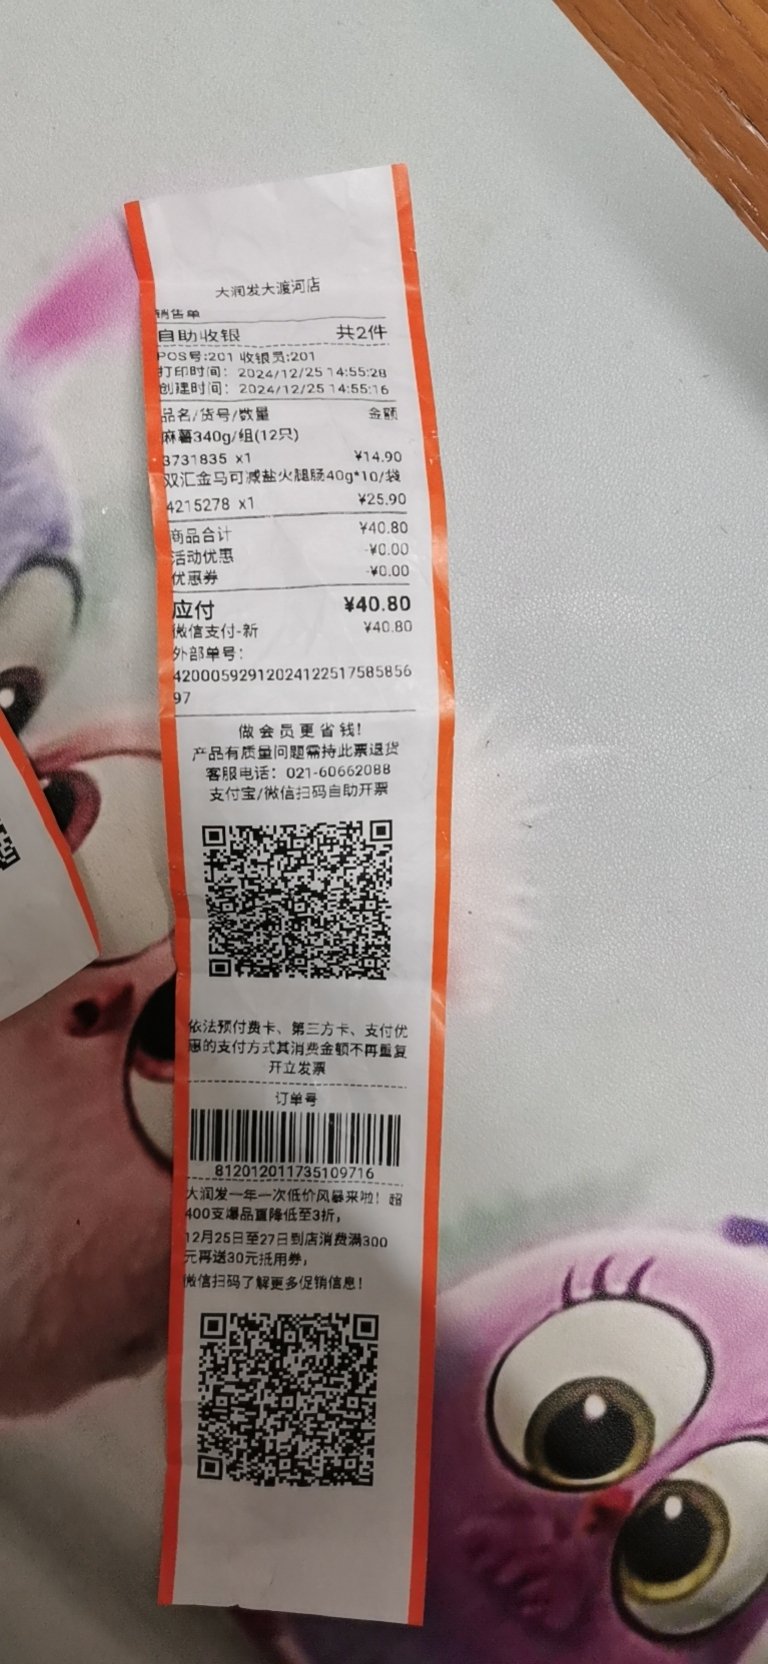 大润发大渡河店
销售单
自助收银 共2件
POS号:201 收银员:201
打印时间: 2024/12/25 14:55:28
创建时间: 2024/12/25 14:55:16
品名/货号/数量 金额
麻薯340g/组(12只)
3731835 x1 ¥14.90
双汇金马可减盐火腿肠40g*10/袋
4215278 x1 ¥25.90
商品合计 ¥40.80
活动优惠 -¥0.00
优惠券 -¥0.00
应付 ¥40.80
微信支付-新 ¥40.80
外部单号:
42000592912024122517585856
97
做会员更省钱!
产品有质量问题需持此票退货
客服电话: 021-60662088
支付宝/微信扫码自助开票
依法预付费卡、第三方卡、支付优
惠的支付方式其消费金额不再重复
开立发票
订单号
812012011735109716
大润发一年一次低价风暴来啦! 超
400支爆品直降低至3折,
12月25日至27日到店消费满300
元再送30元抵用券,
微信扫码了解更多促销信息!